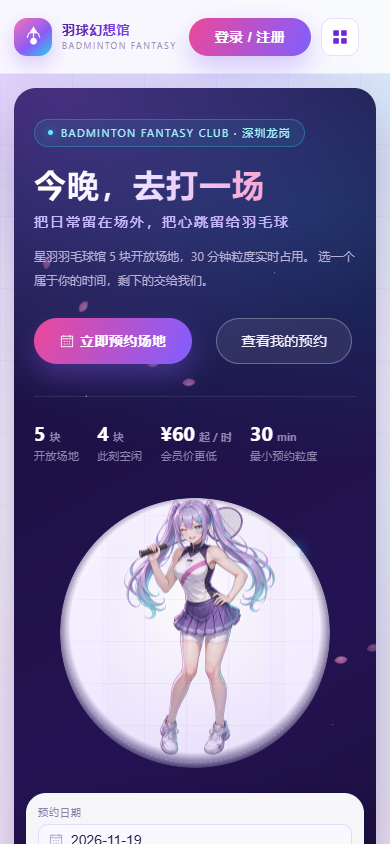 羽球幻想馆
BADMINTON FANTASY
登录 / 注册
BADMINTON FANTASY CLUB · 深圳龙岗
今晚，去打一场
把日常留在场外，把心跳留给羽毛球
星羽羽毛球馆 5 块开放场地，30 分钟粒度实时占用。 选一个
属于你的时间，剩下的交给我们。
立即预约场地
查看我的预约
5 块
开放场地
4 块
此刻空闲
¥60 起 / 时
会员价更低
30 min
最小预约粒度
预约日期
2026-11-19